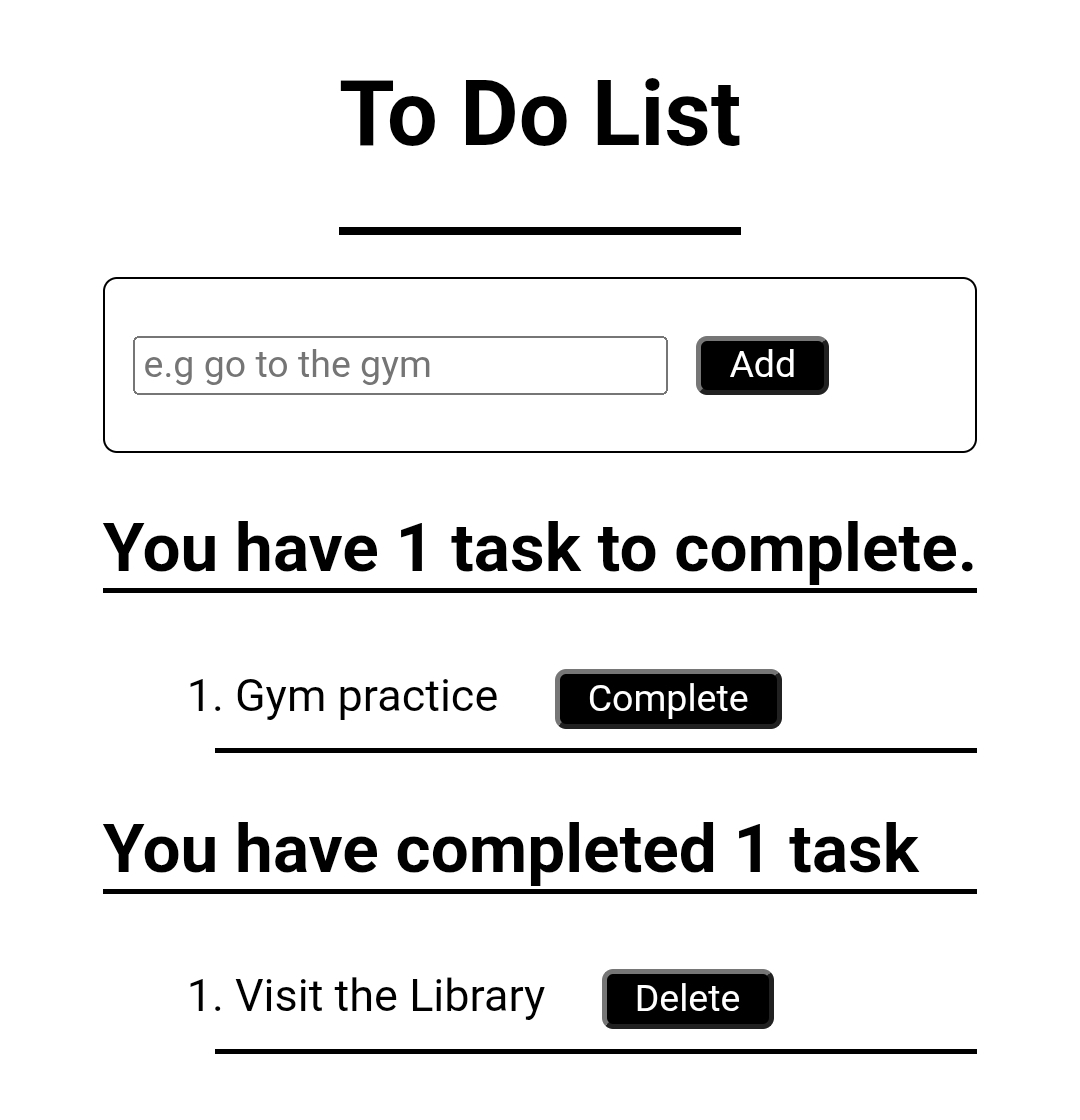 To Do List
e.g go to the gym Add
You have 1 task to complete.
1. Gym practice Complete
You have completed 1 task
1. Visit the Library Delete